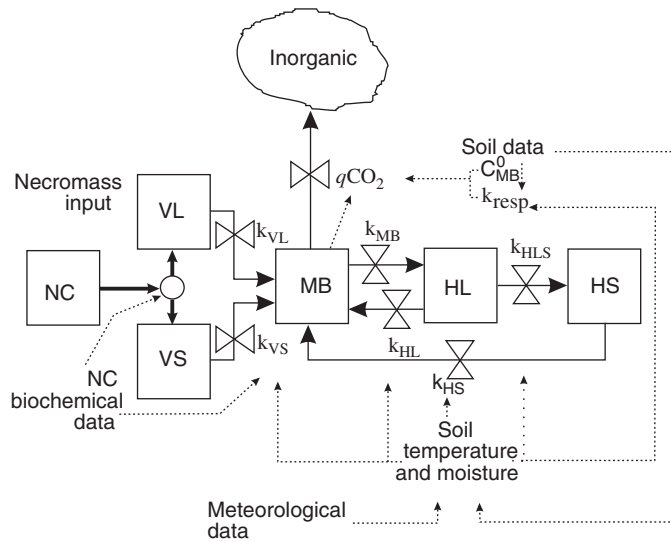 Inorganic
Soil data
C⁰MB
qCO₂
kresp
Necromass
input
VL
kVL
kMB
kHLS
NC
MB
HL
HS
VS
kVS
kHL
kHS
NC
biochemical
data
Soil
temperature
and moisture
Meteorological
data